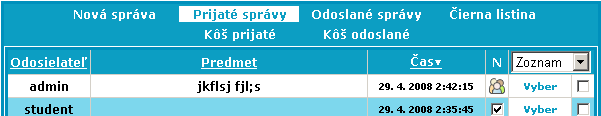 Nová správa Prijaté správy Odoslané správy Čierna listina
Kôš prijaté Kôš odoslané
Odosielateľ Predmet Čas N Zoznam
admin jkflsj fjl;s 29. 4. 2008 2:42:15 Vyber
student 29. 4. 2008 2:35:45 Vyber